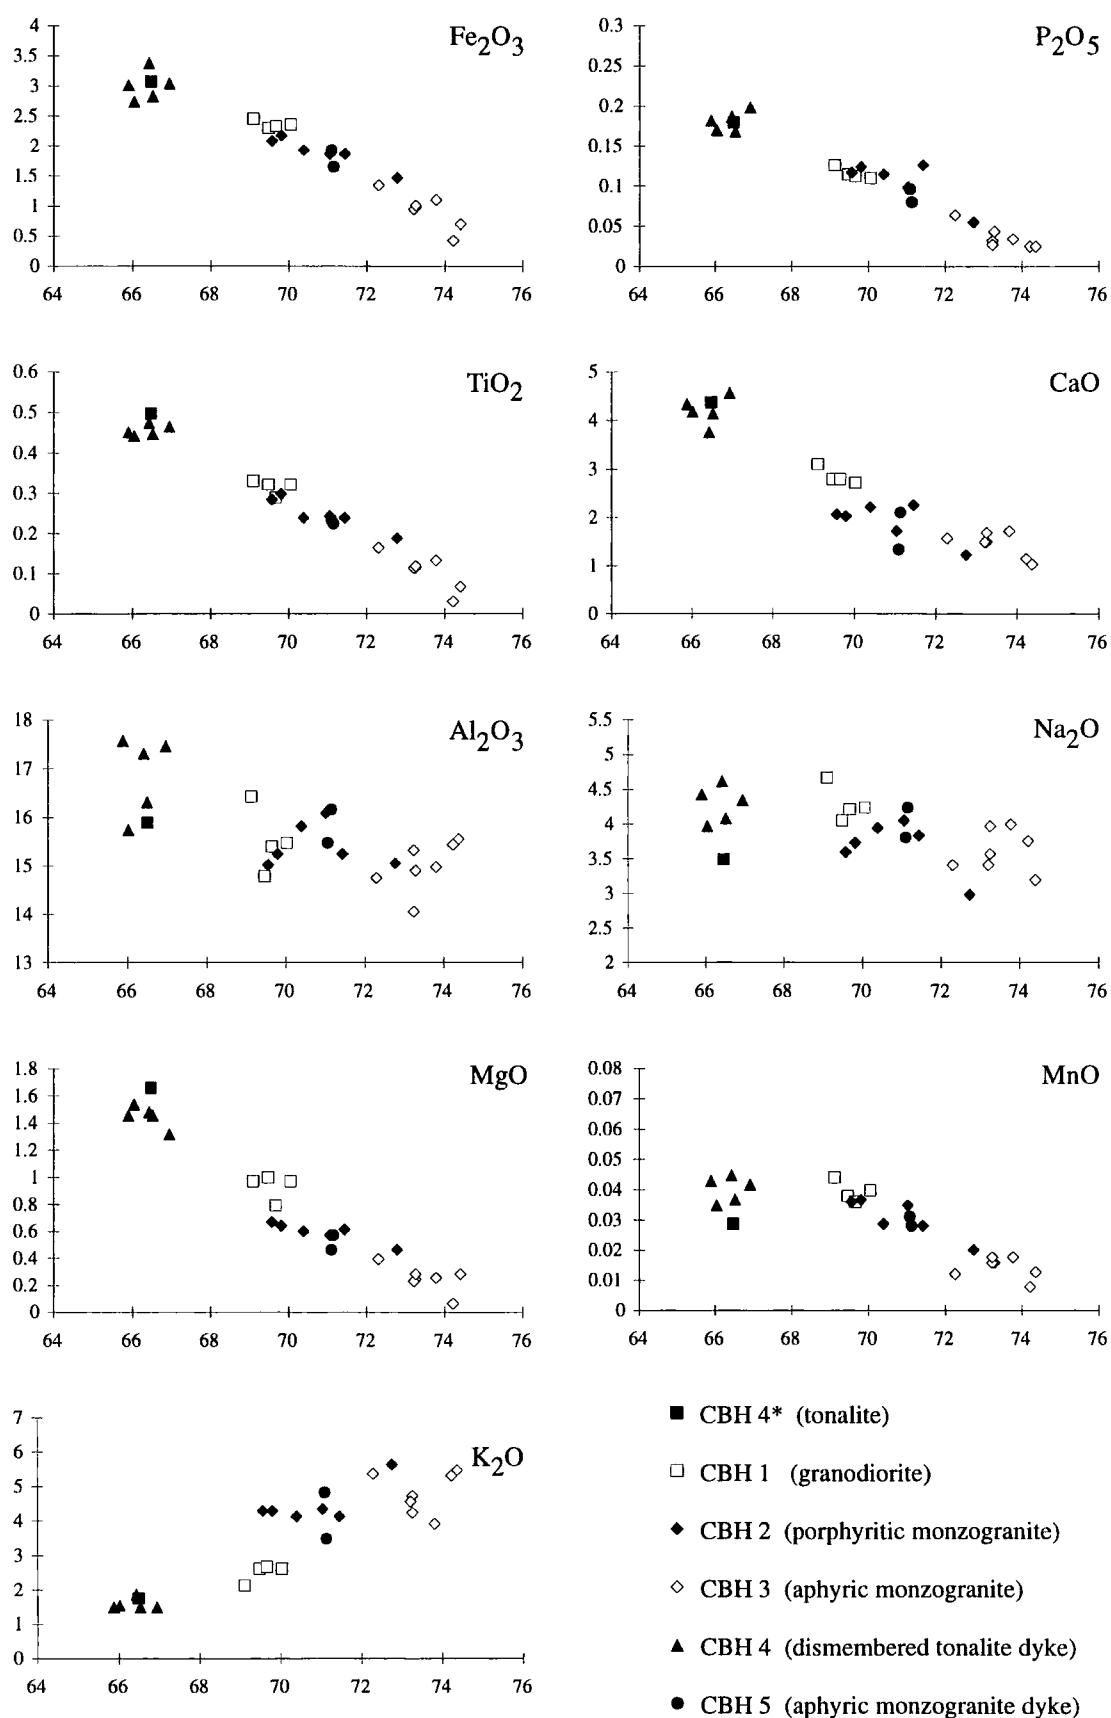 Fe2O3
4
3.5
3
2.5
2
1.5
1
0.5
0
64 66 68 70 72 74 76
P2O5
0.3
0.25
0.2
0.15
0.1
0.05
0
64 66 68 70 72 74 76
TiO2
0.6
0.5
0.4
0.3
0.2
0.1
0
64 66 68 70 72 74 76
CaO
5
4
3
2
1
0
64 66 68 70 72 74 76
Al2O3
18
17
16
15
14
13
64 66 68 70 72 74 76
Na2O
5.5
5
4.5
4
3.5
3
2.5
2
64 66 68 70 72 74 76
MgO
1.8
1.6
1.4
1.2
1
0.8
0.6
0.4
0.2
0
64 66 68 70 72 74 76
MnO
0.08
0.07
0.06
0.05
0.04
0.03
0.02
0.01
0
64 66 68 70 72 74 76
K2O
7
6
5
4
3
2
1
0
64 66 68 70 72 74 76
CBH 4* (tonalite)
CBH 1 (granodiorite)
CBH 2 (porphyritic monzogranite)
CBH 3 (aphyric monzogranite)
CBH 4 (dismembered tonalite dyke)
CBH 5 (aphyric monzogranite dyke)